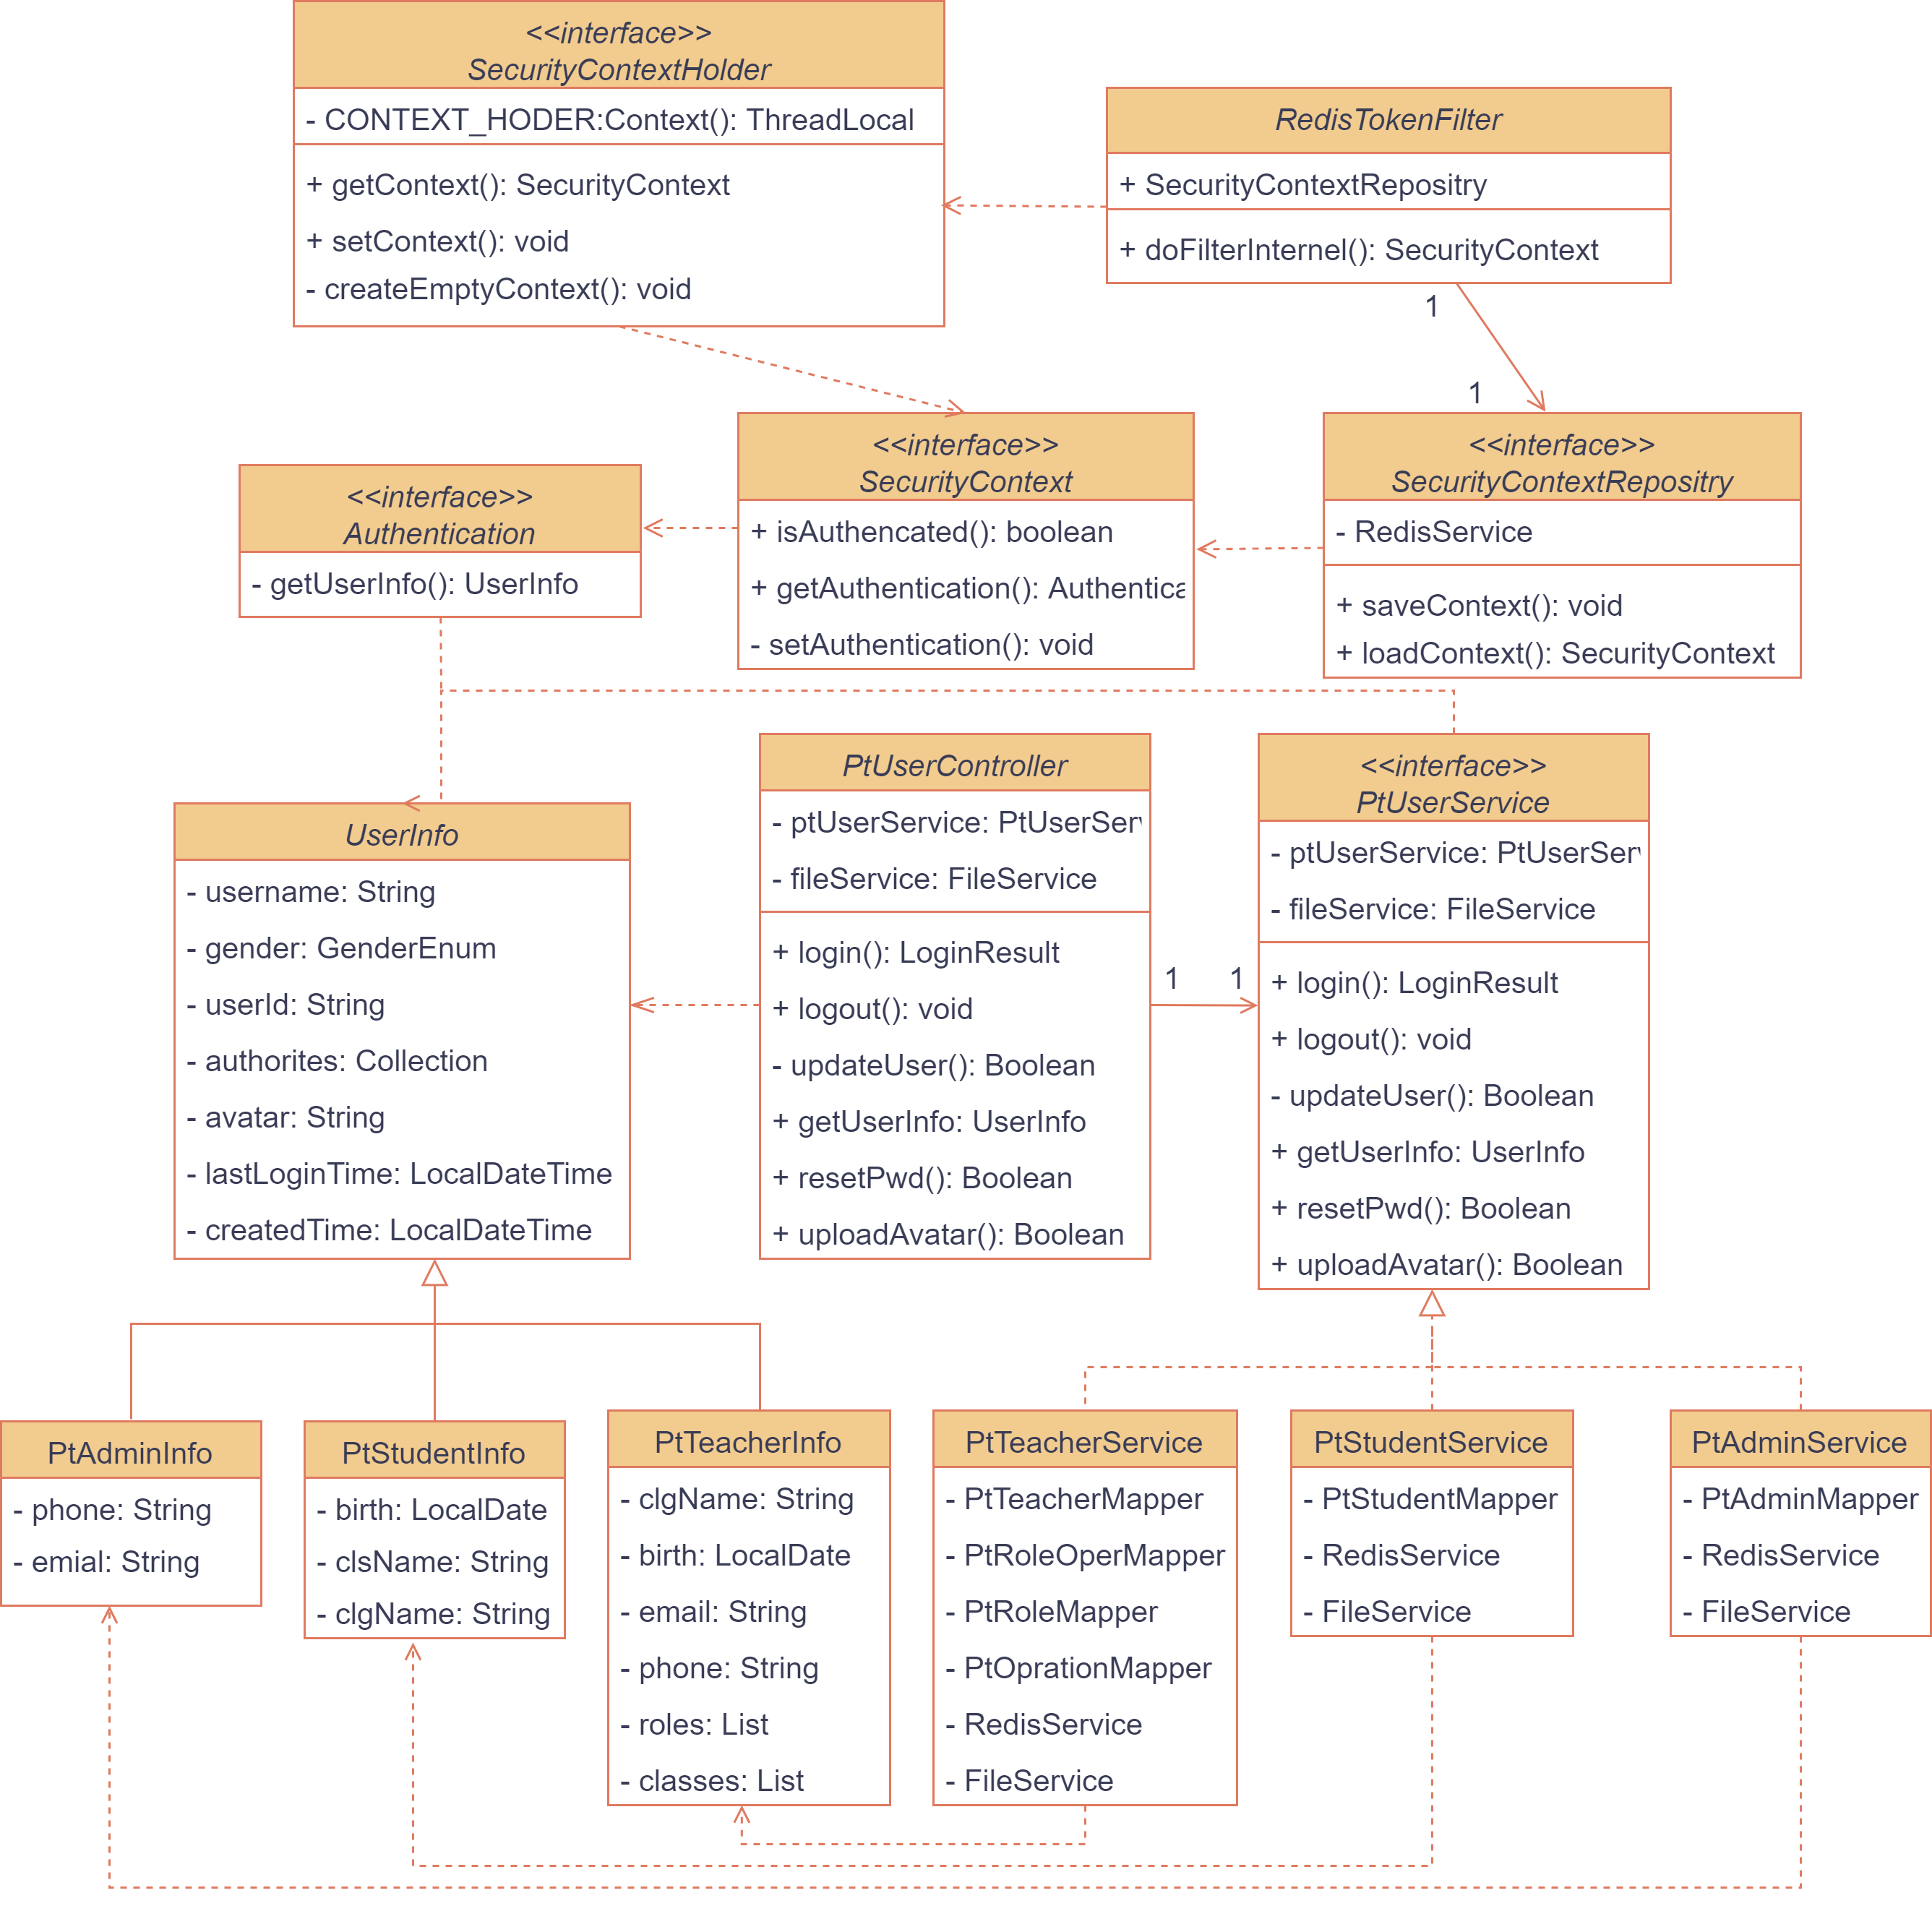 <<interface>>
SecurityContextHolder
- CONTEXT_HODER:Context(): ThreadLocal
+ getContext(): SecurityContext
+ setContext(): void
- createEmptyContext(): void
RedisTokenFilter
+ SecurityContextRepositry
+ doFilterInternel(): SecurityContext
1
1
<<interface>>
Authentication
- getUserInfo(): UserInfo
<<interface>>
SecurityContext
+ isAuthencated(): boolean
+ getAuthentication(): Authentica
- setAuthentication(): void
<<interface>>
SecurityContextRepositry
- RedisService
+ saveContext(): void
+ loadContext(): SecurityContext
UserInfo
- username: String
- gender: GenderEnum
- userId: String
- authorites: Collection
- avatar: String
- lastLoginTime: LocalDateTime
- createdTime: LocalDateTime
PtUserController
- ptUserService: PtUserServ
- fileService: FileService
+ login(): LoginResult
+ logout(): void
- updateUser(): Boolean
+ getUserInfo: UserInfo
+ resetPwd(): Boolean
+ uploadAvatar(): Boolean
1
1
<<interface>>
PtUserService
- ptUserService: PtUserServ
- fileService: FileService
+ login(): LoginResult
+ logout(): void
- updateUser(): Boolean
+ getUserInfo: UserInfo
+ resetPwd(): Boolean
+ uploadAvatar(): Boolean
PtAdminInfo
- phone: String
- emial: String
PtStudentInfo
- birth: LocalDate
- clsName: String
- clgName: String
PtTeacherInfo
- clgName: String
- birth: LocalDate
- email: String
- phone: String
- roles: List
- classes: List
PtTeacherService
- PtTeacherMapper
- PtRoleOperMapper
- PtRoleMapper
- PtOprationMapper
- RedisService
- FileService
PtStudentService
- PtStudentMapper
- RedisService
- FileService
PtAdminService
- PtAdminMapper
- RedisService
- FileService